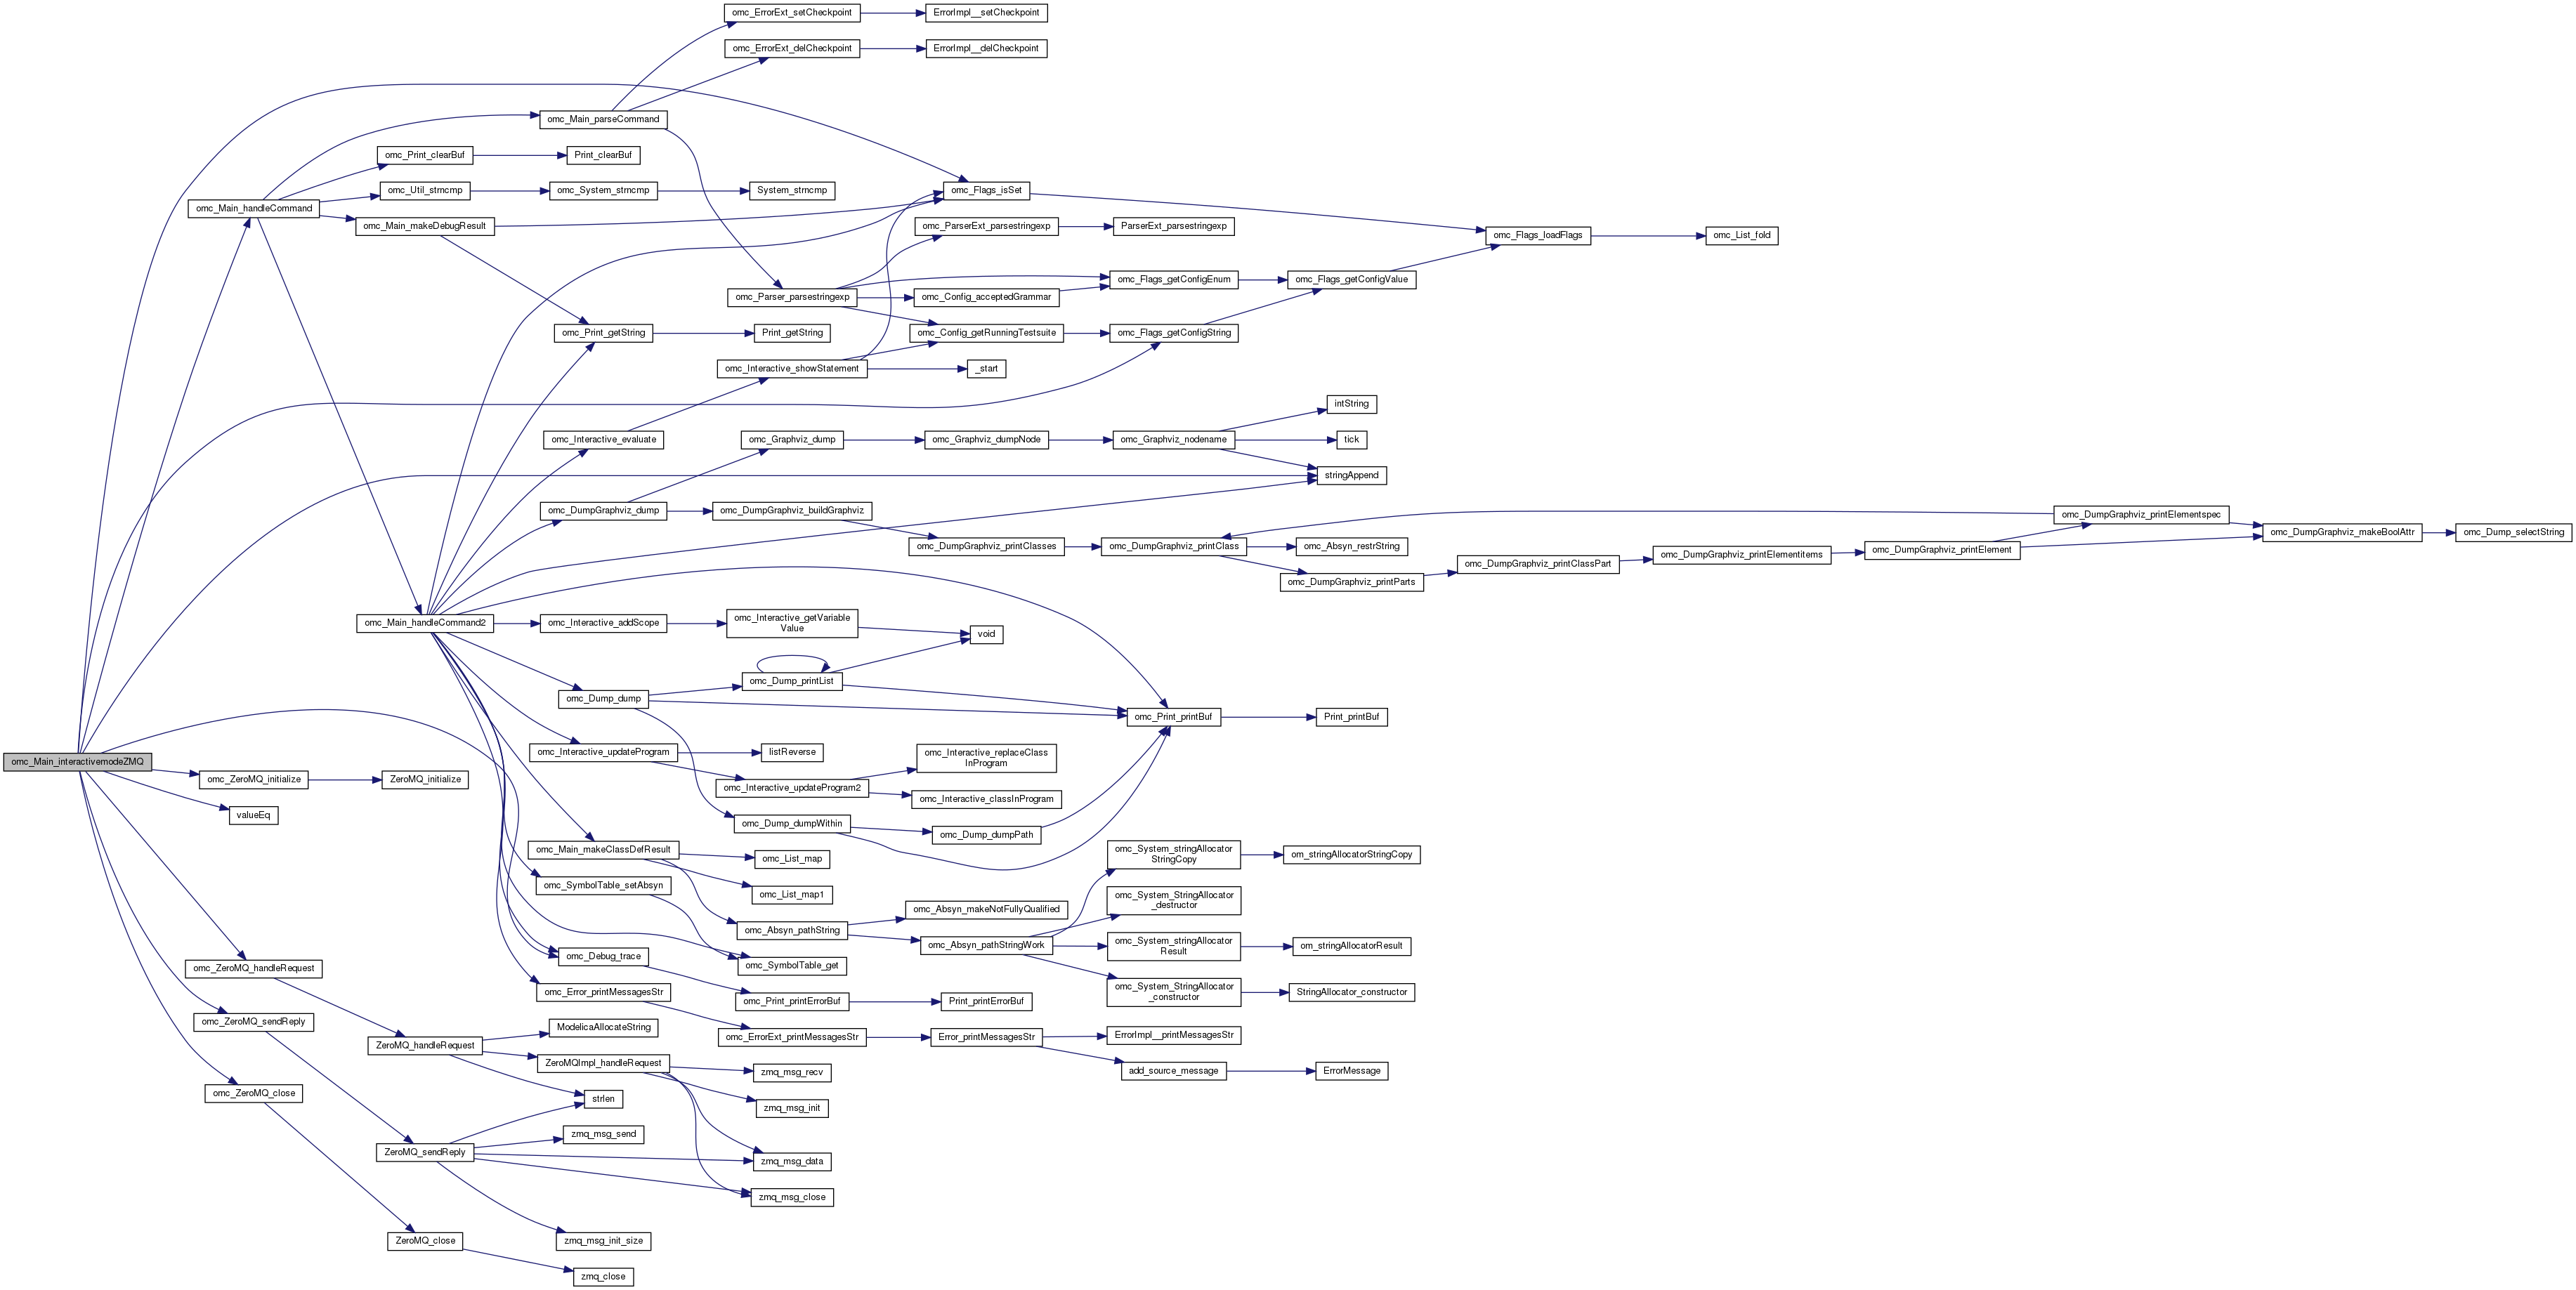 omc_ErrorExt_setCheckpoint
ErrorImpl__setCheckpoint
omc_ErrorExt_delCheckpoint
ErrorImpl__delCheckpoint
omc_Main_parseCommand
omc_Print_clearBuf
Print_clearBuf
omc_Util_strncmp
omc_System_strncmp
System_strncmp
omc_Flags_isSet
omc_Main_handleCommand
omc_Main_makeDebugResult
omc_ParserExt_parsestringexp
ParserExt_parsestringexp
omc_Flags_loadFlags
omc_List_fold
omc_Flags_getConfigEnum
omc_Flags_getConfigValue
omc_Parser_parsestringexp
omc_Config_acceptedGrammar
omc_Print_getString
Print_getString
omc_Config_getRunningTestsuite
omc_Flags_getConfigString
omc_Interactive_showStatement
_start
intString
omc_Interactive_evaluate
omc_Graphviz_dump
omc_Graphviz_dumpNode
omc_Graphviz_nodename
tick
stringAppend
omc_DumpGraphviz_dump
omc_DumpGraphviz_buildGraphviz
omc_DumpGraphviz_printElementspec
omc_DumpGraphviz_makeBoolAttr
omc_Dump_selectString
omc_DumpGraphviz_printClasses
omc_DumpGraphviz_printClass
omc_Absyn_restrString
omc_DumpGraphviz_printElement
omc_DumpGraphviz_printElementitems
omc_DumpGraphviz_printClassPart
omc_DumpGraphviz_printParts
omc_Main_handleCommand2
omc_Interactive_addScope
omc_Interactive_getVariable
Value
void
omc_Dump_printList
omc_Dump_dump
omc_Print_printBuf
Print_printBuf
omc_Interactive_updateProgram
listReverse
omc_Interactive_replaceClass
InProgram
omc_Main_interactivemodeZMQ
omc_ZeroMQ_initialize
ZeroMQ_initialize
omc_Interactive_updateProgram2
omc_Interactive_classInProgram
valueEq
omc_Dump_dumpWithin
omc_Dump_dumpPath
omc_Main_makeClassDefResult
omc_List_map
omc_System_stringAllocator
StringCopy
om_stringAllocatorStringCopy
omc_SymbolTable_setAbsyn
omc_List_map1
omc_System_StringAllocator
_destructor
omc_Absyn_makeNotFullyQualified
omc_Absyn_pathString
omc_Absyn_pathStringWork
omc_System_stringAllocator
Result
om_stringAllocatorResult
omc_Debug_trace
omc_SymbolTable_get
omc_ZeroMQ_handleRequest
omc_Error_printMessagesStr
omc_Print_printErrorBuf
Print_printErrorBuf
omc_System_StringAllocator
_constructor
StringAllocator_constructor
omc_ZeroMQ_sendReply
ModelicaAllocateString
omc_ErrorExt_printMessagesStr
Error_printMessagesStr
ErrorImpl__printMessagesStr
ZeroMQ_handleRequest
ZeroMQImpl_handleRequest
zmq_msg_recv
add_source_message
ErrorMessage
omc_ZeroMQ_close
strlen
zmq_msg_init
zmq_msg_send
ZeroMQ_sendReply
zmq_msg_data
zmq_msg_close
ZeroMQ_close
zmq_msg_init_size
zmq_close